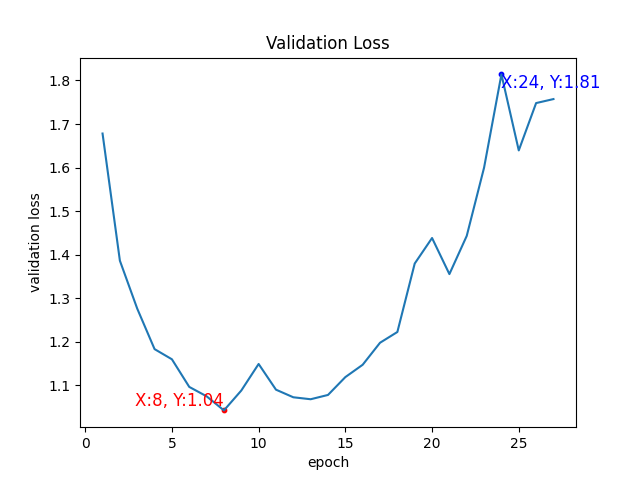 Validation Loss
X:24, Y:1.81
1.8
1.7
1.6
1.5
1.4
1.3
1.2
1.1
validation loss
X:8, Y:1.04
0 5 10 15 20 25
epoch